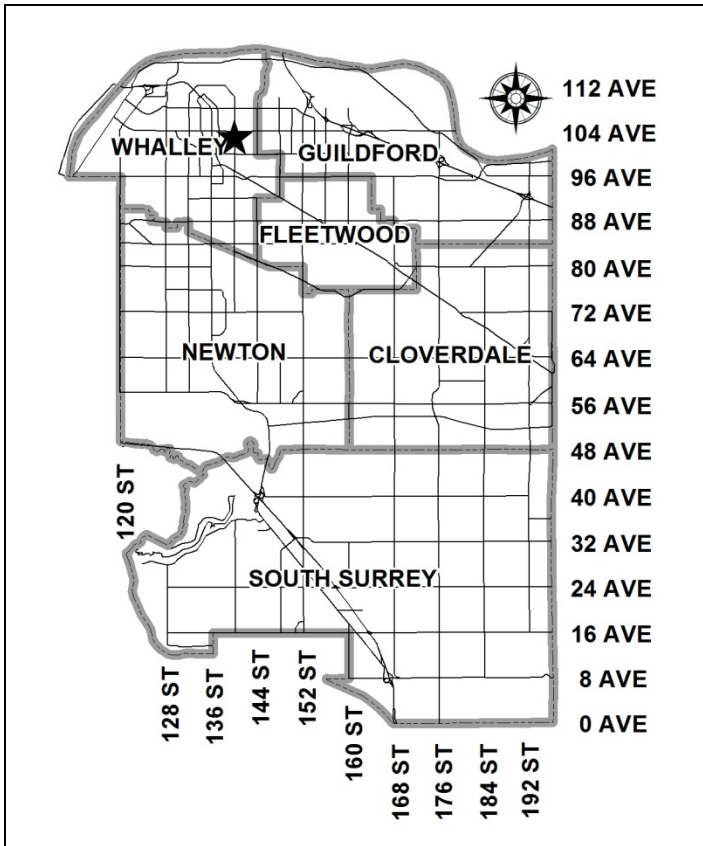 112 AVE
104 AVE
WHALLEY
GUILDFORD
96 AVE
88 AVE
FLEETWOOD
80 AVE
72 AVE
NEWTON
CLOVERDALE
64 AVE
56 AVE
48 AVE
120 ST
40 AVE
32 AVE
SOUTH SURREY
24 AVE
16 AVE
8 AVE
0 AVE
128 ST
136 ST
144 ST
152 ST
160 ST
168 ST
176 ST
184 ST
192 ST